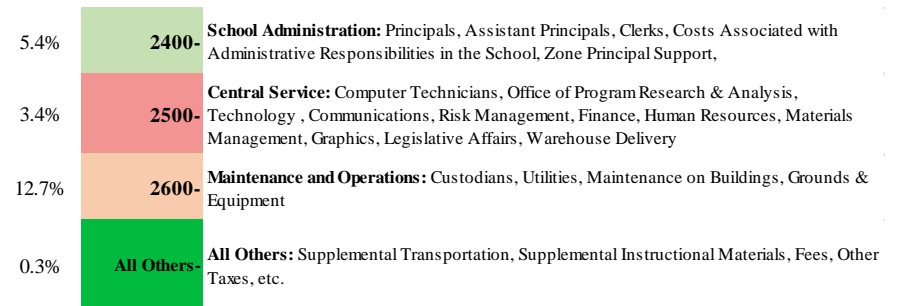 5.4% 2400- School Administration: Principals, Assistant Principals, Clerks, Costs Associated with
Administrative Responsibilities in the School, Zone Principal Support,
3.4% 2500- Central Service: Computer Technicians, Office of Program Research & Analysis,
Technology , Communications, Risk Management, Finance, Human Resources, Materials
Management, Graphics, Legislative Affairs, Warehouse Delivery
12.7% 2600- Maintenance and Operations: Custodians, Utilities, Maintenance on Buildings, Grounds &
Equipment
0.3% All Others- All Others: Supplemental Transportation, Supplemental Instructional Materials, Fees, Other
Taxes, etc.